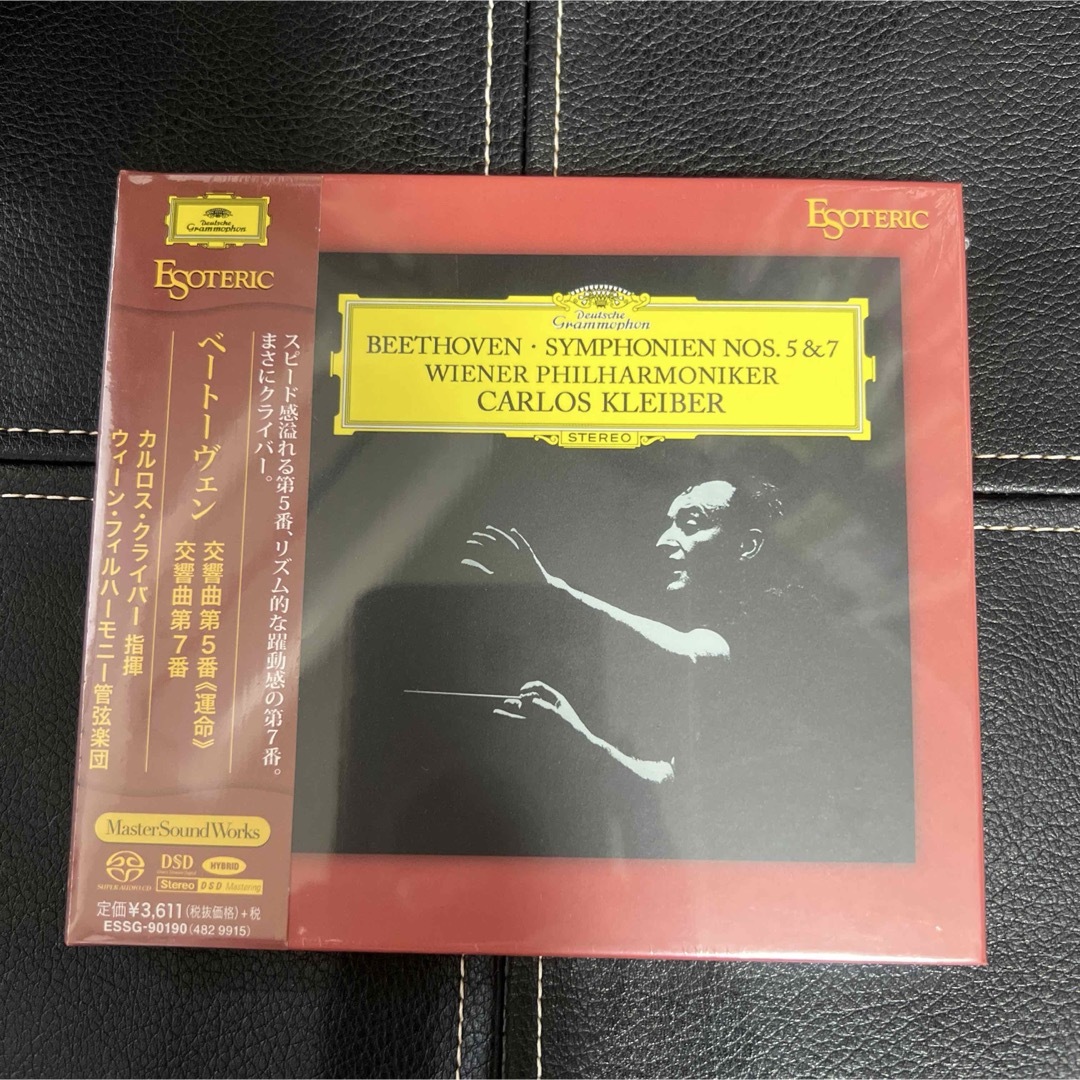 Deutsche
Grammophon
ESOTERIC
スピード感溢れる第5番、リズム的な躍動感の第7番。
まさにクライバー。
ベートーヴェン
交響曲第5番《運命》
交響曲第7番
カルロス・クライバー 指揮
ウィーン・フィルハーモニー管弦楽団
MasterSoundWorks
SUPER AUDIO CD
DSD
HYBRID
Stereo
DSD Mastering
定価¥3,611(税抜価格)+税
ESSG-90190(482 9915)
ESOTERIC
Deutsche
Grammophon
BEETHOVEN · SYMPHONIEN NOS. 5 & 7
WIENER PHILHARMONIKER
CARLOS KLEIBER
STEREO